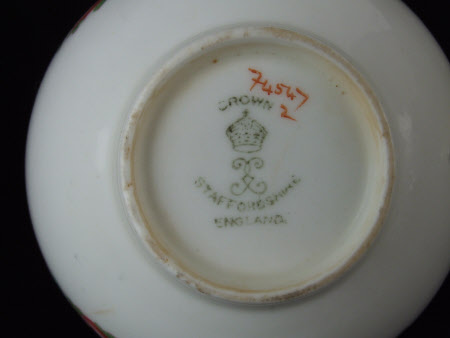 74547
2
CROWN
STAFFORDSHIRE
ENGLAND.